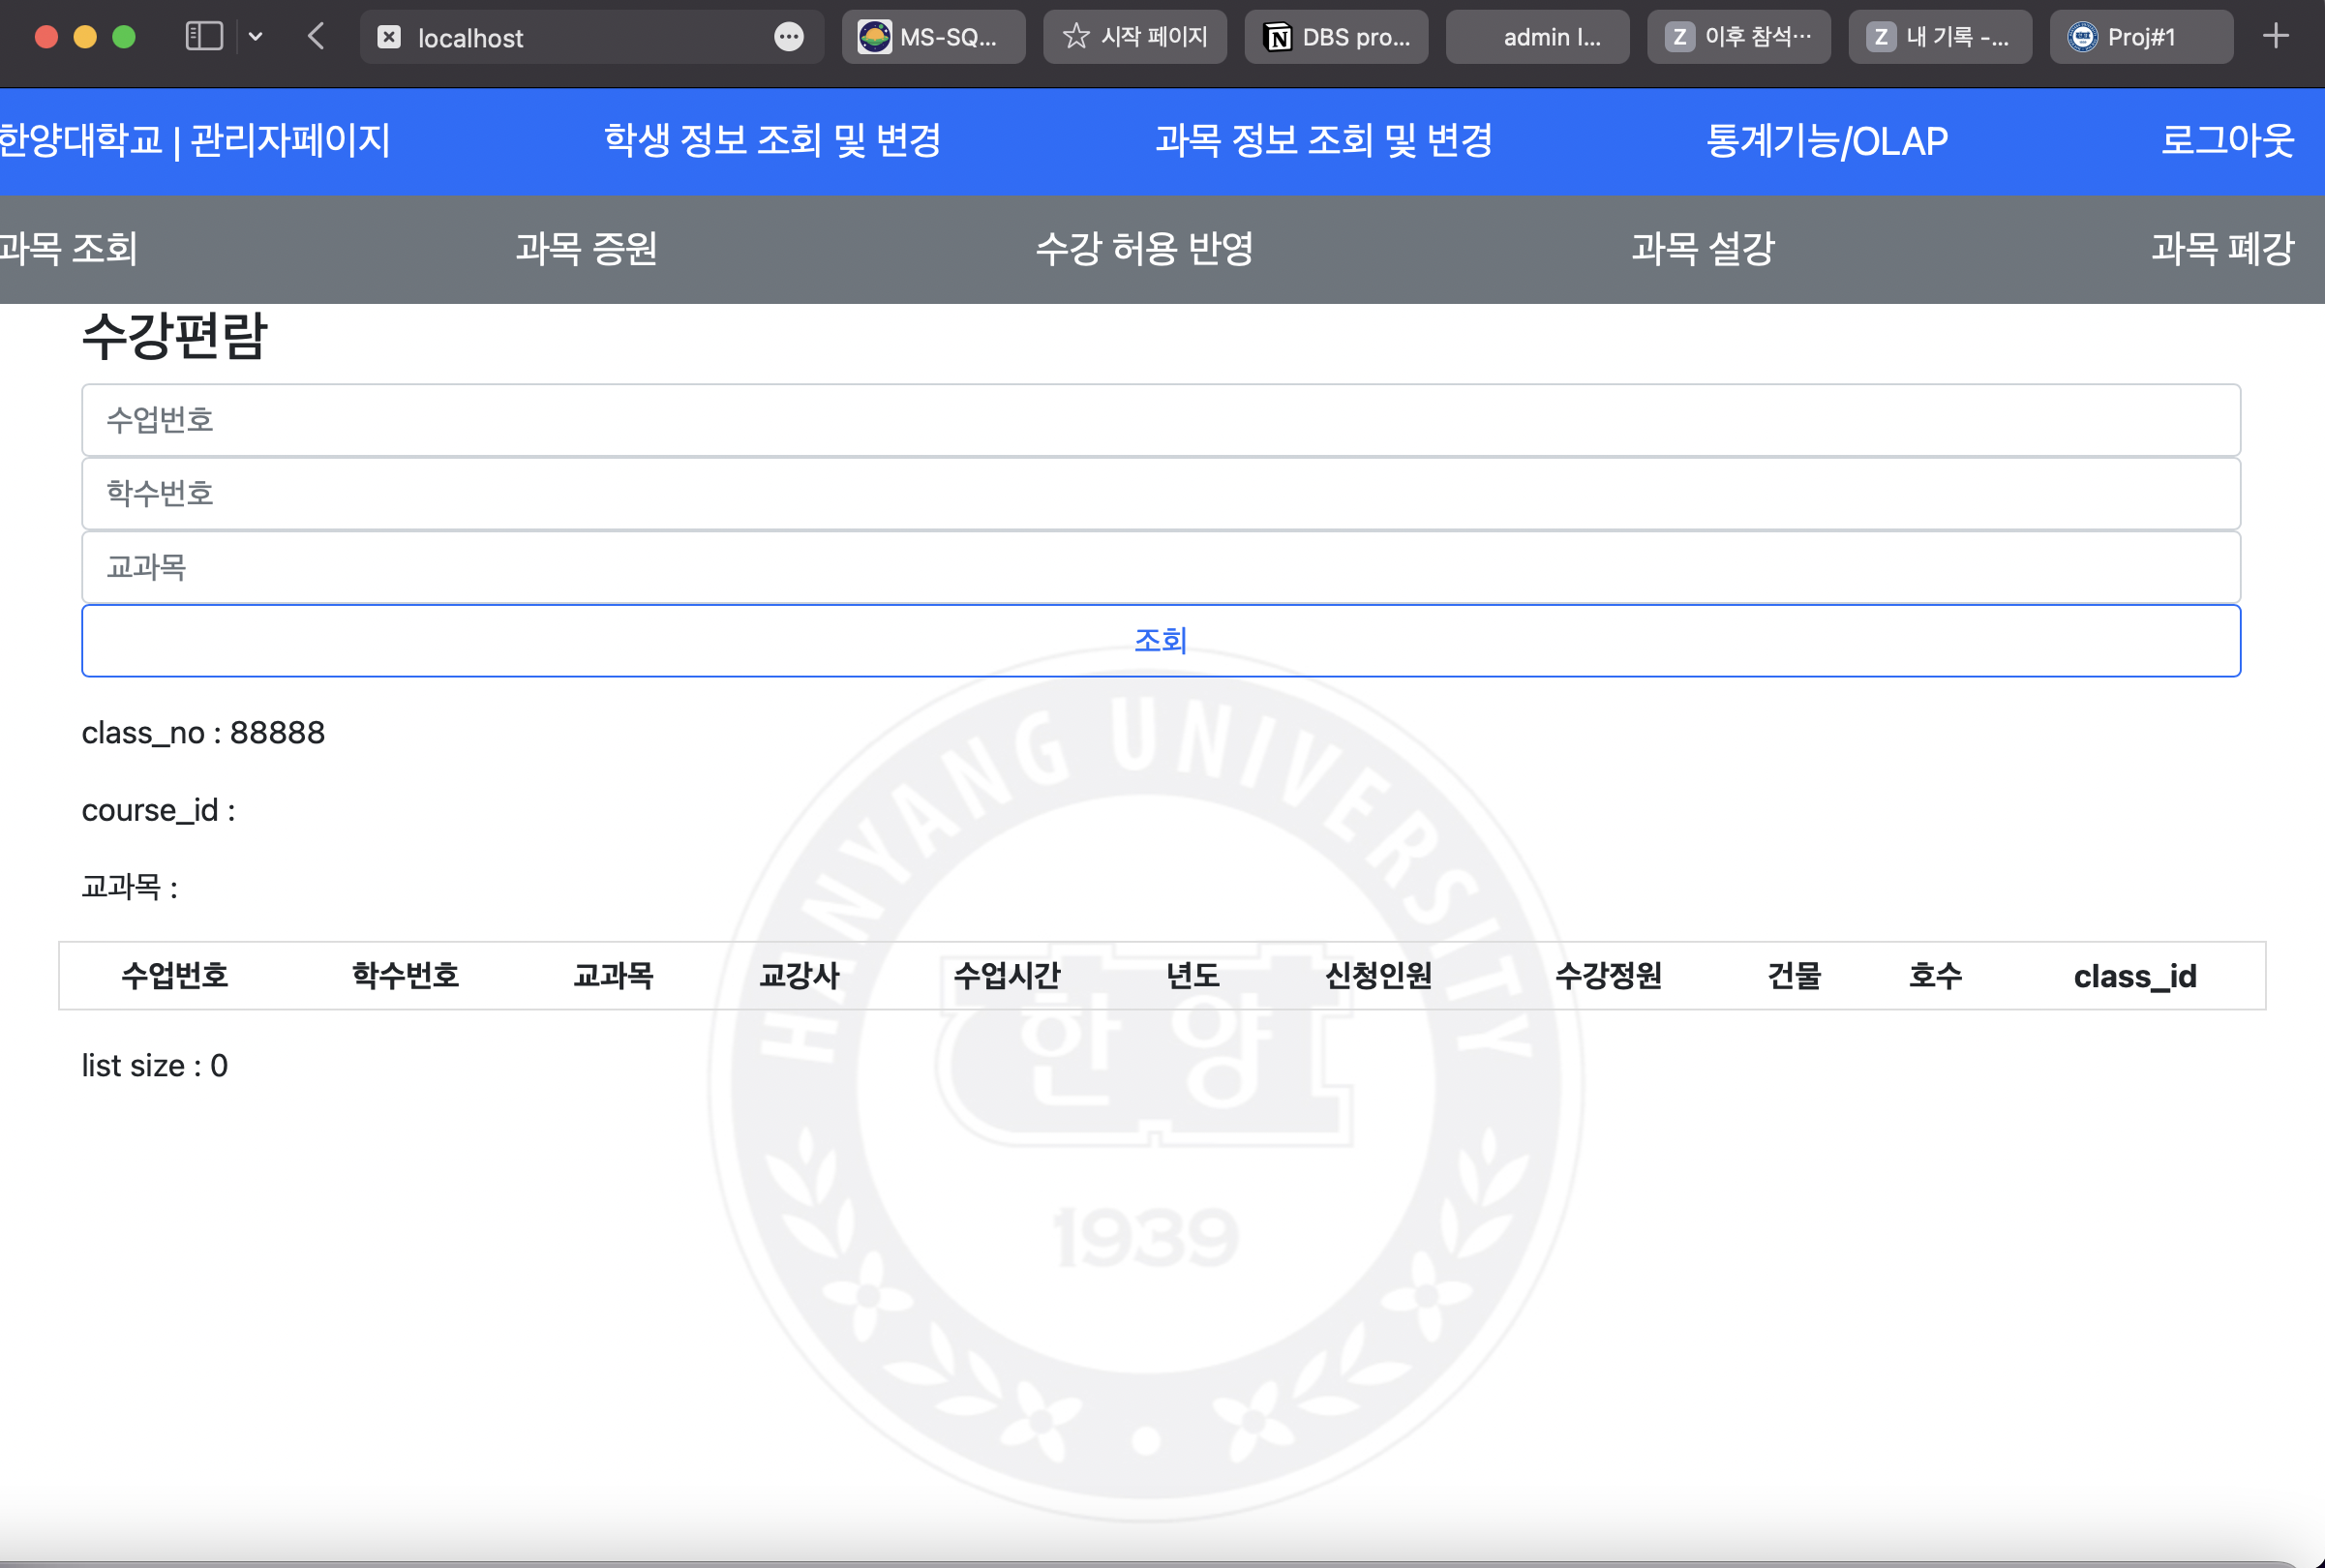 localhost
MS-SQ...
시작 페이지
DBS pro...
admin l...
이후 참석…
내 기록 -...
Proj#1
한양대학교 | 관리자페이지
학생 정보 조회 및 변경
과목 정보 조회 및 변경
통계기능/OLAP
로그아웃
과목 조회
과목 증원
수강 허용 반영
과목 설강
과목 폐강
수강편람
수업번호
학수번호
교과목
조회
class_no : 88888
course_id :
교과목 :
수업번호 학수번호 교과목 교강사 수업시간 년도 신청인원 수강정원 건물 호수 class_id
list size : 0
HANYANG UNIVERSITY
한양
1939